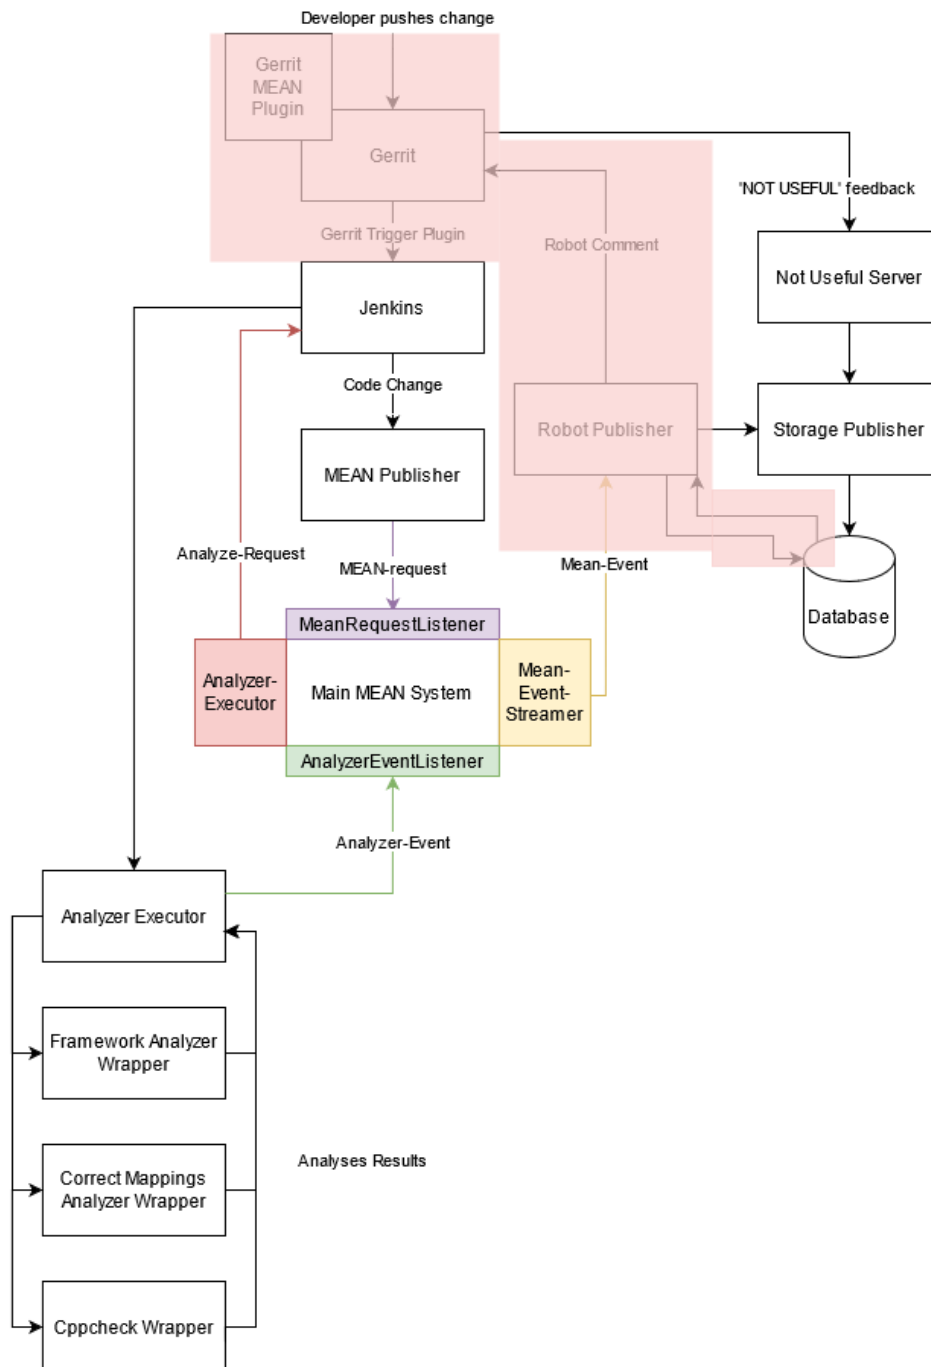 Developer pushes change
Gerrit
MEAN
Plugin
Gerrit
'NOT USEFUL' feedback
Gerrit Trigger Plugin
Robot Comment
Not Useful Server
Jenkins
Code Change
Robot Publisher
Storage Publisher
MEAN Publisher
Analyze-Request
MEAN-request
Mean-Event
Database
MeanRequestListener
Analyzer-
Executor
Main MEAN System
Mean-
Event-
Streamer
AnalyzerEventListener
Analyzer-Event
Analyzer Executor
Framework Analyzer
Wrapper
Correct Mappings
Analyzer Wrapper
Analyses Results
Cppcheck Wrapper